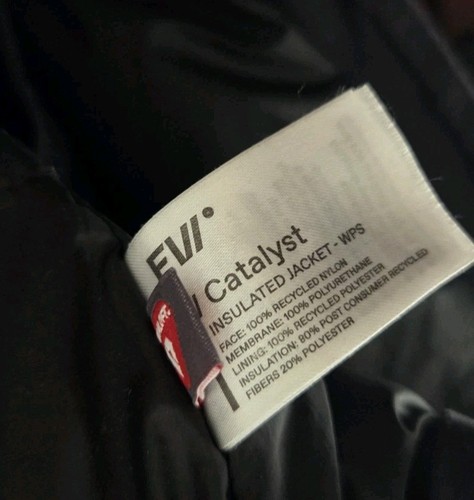 Catalyst
INSULATED JACKET - WPS
FACE: 100% RECYCLED NYLON
MEMBRANE: 100% POLYURETHANE
LINING: 100% RECYCLED POLYESTER
INSULATION: 80% POST CONSUMER RECYCLED
FIBERS 20% POLYESTER